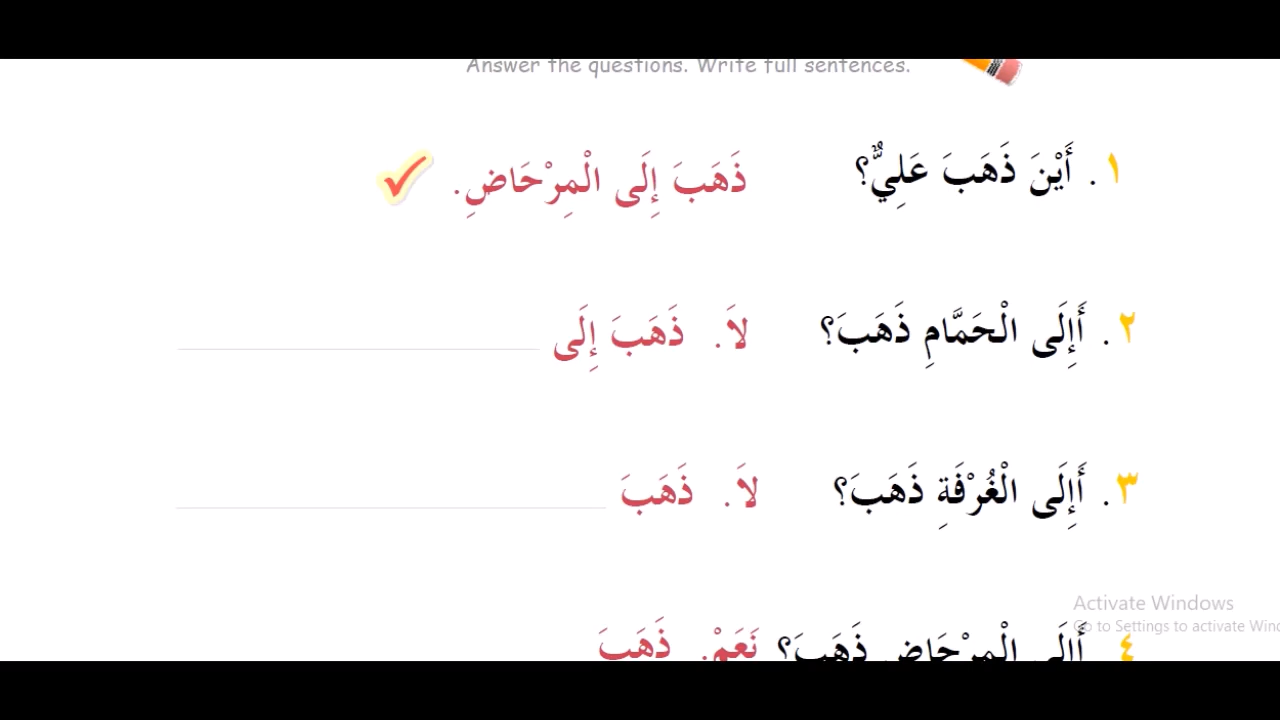 Answer the questions. Write full sentences.
١. أَيْنَ ذَهَبَ عَلِيٌّ؟ ذَهَبَ إِلَى الْمِرْحَاضِ.
٢. أَإِلَى الْحَمَّامِ ذَهَبَ؟ لاَ. ذَهَبَ إِلَى
٣. أَإِلَى الْغُرْفَةِ ذَهَبَ؟ لاَ. ذَهَبَ
Activate Windows
Go to Settings to activate Win
٤ أَإِلَى الْمِرْحَاضِ ذَهَبَ؟ نَعَمْ. ذَهَبَ